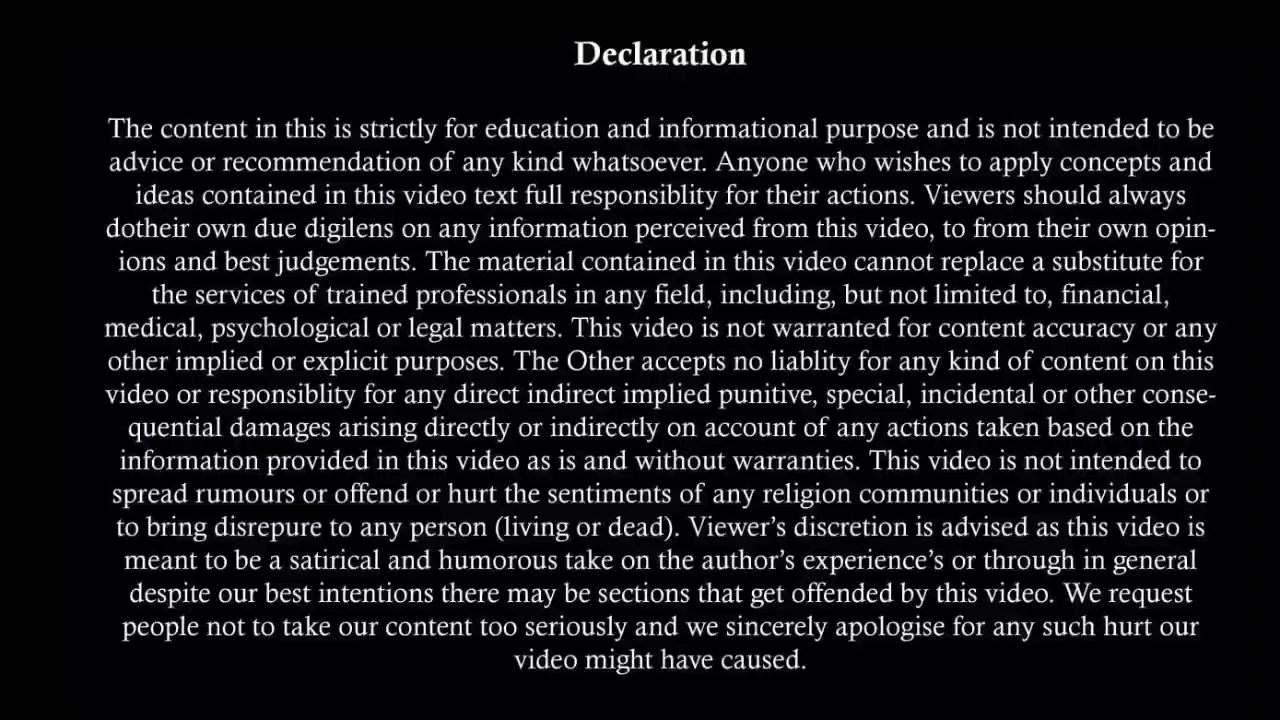 Declaration
The content in this is strictly for education and informational purpose and is not intended to be
advice or recommendation of any kind whatsoever. Anyone who wishes to apply concepts and
ideas contained in this video text full responsiblity for their actions. Viewers should always
dotheir own due digilens on any information perceived from this video, to from their own opin-
ions and best judgements. The material contained in this video cannot replace a substitute for
the services of trained professionals in any field, including, but not limited to, financial,
medical, psychological or legal matters. This video is not warranted for content accuracy or any
other implied or explicit purposes. The Other accepts no liablity for any kind of content on this
video or responsiblity for any direct indirect implied punitive, special, incidental or other conse-
quential damages arising directly or indirectly on account of any actions taken based on the
information provided in this video as is and without warranties. This video is not intended to
spread rumours or offend or hurt the sentiments of any religion communities or individuals or
to bring disrepure to any person (living or dead). Viewer’s discretion is advised as this video is
meant to be a satirical and humorous take on the author’s experience’s or through in general
despite our best intentions there may be sections that get offended by this video. We request
people not to take our content too seriously and we sincerely apologise for any such hurt our
video might have caused.